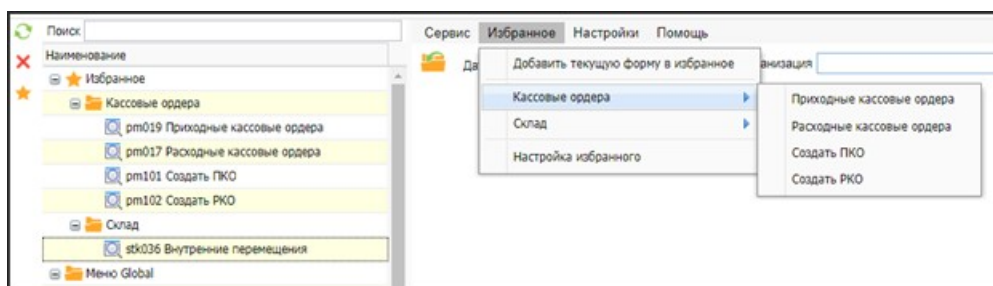 Поиск
Наименование
Избранное
Кассовые ордера
pm019 Приходные кассовые ордера
pm017 Расходные кассовые ордера
pm101 Создать ПКО
pm102 Создать РКО
Склад
stk036 Внутренние перемещения
Меню Global
Сервис Избранное Настройки Помощь
Да
анизация
Добавить текущую форму в избранное
Кассовые ордера
Склад
Настройка избранного
Приходные кассовые ордера
Расходные кассовые ордера
Создать ПКО
Создать РКО